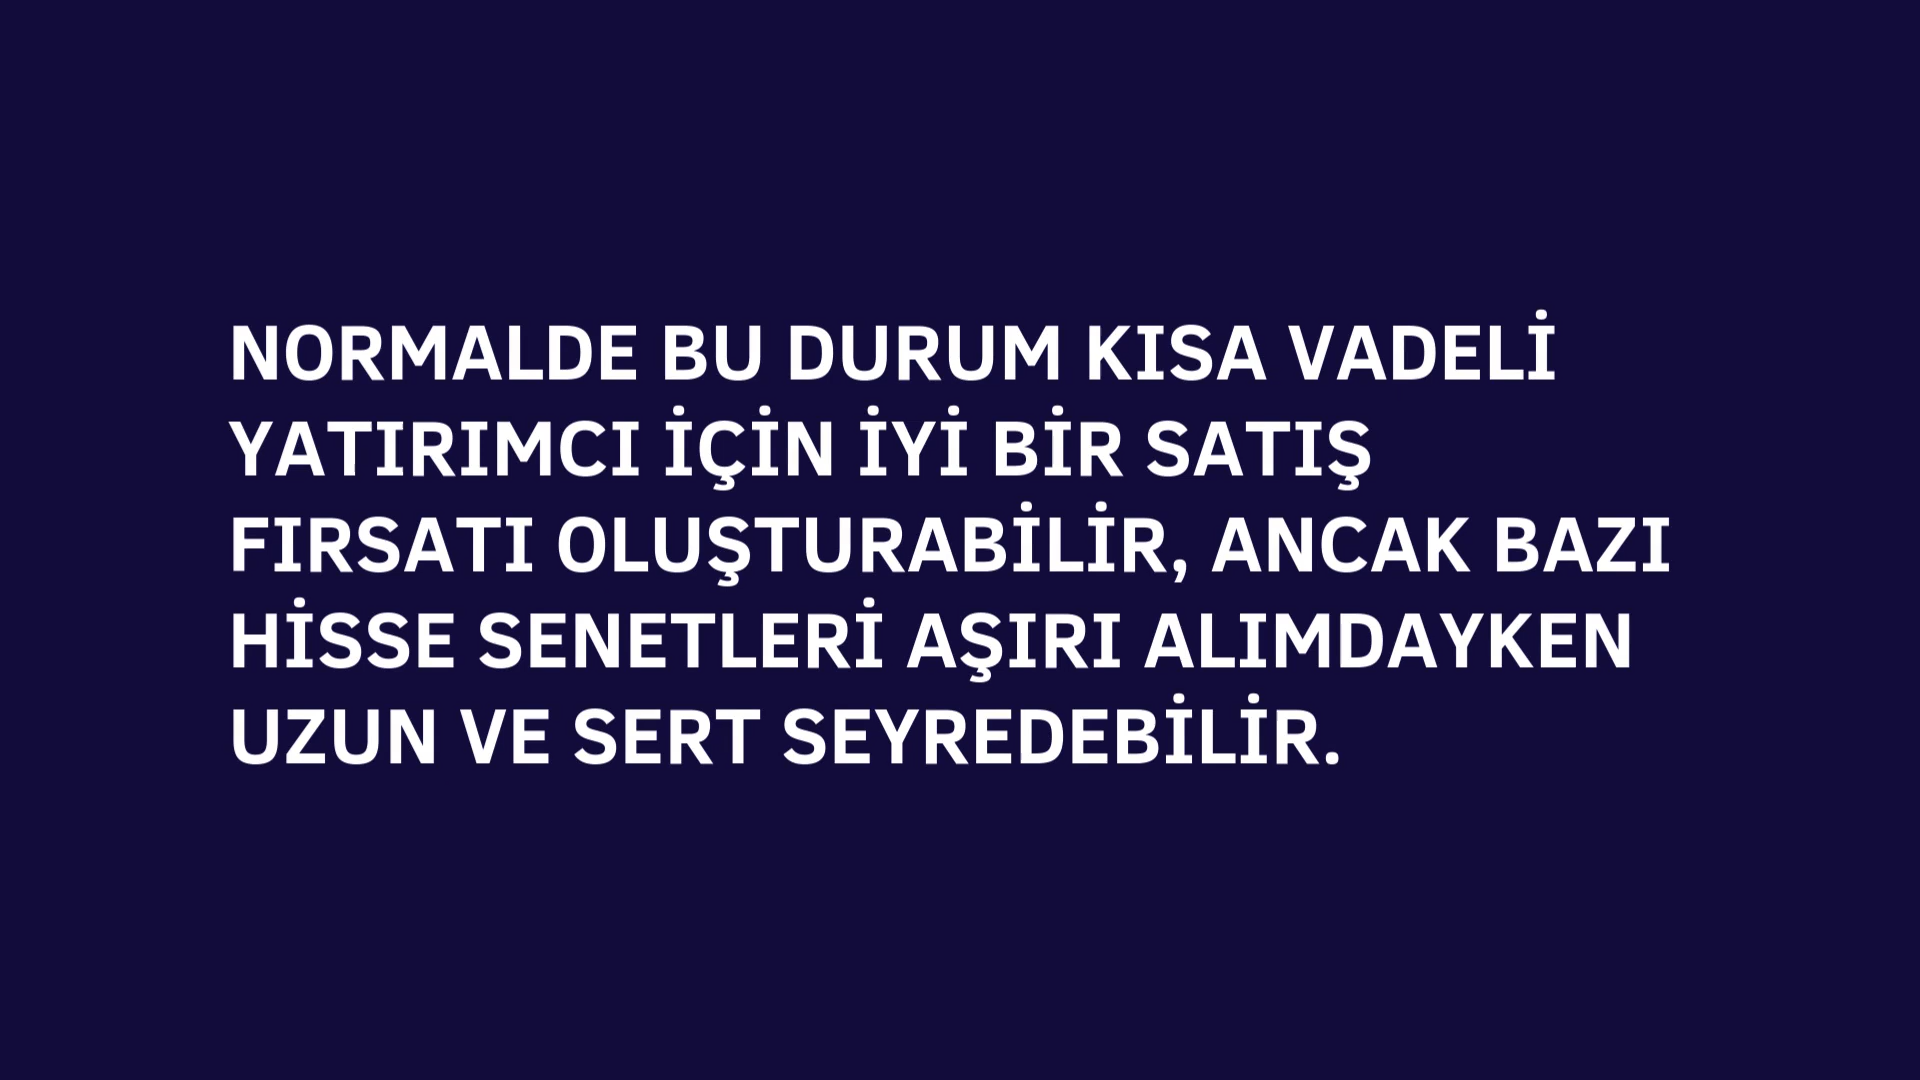 NORMALDE BU DURUM KISA VADELİ
YATIRIMCI İÇİN İYİ BİR SATIŞ
FIRSATI OLUŞTURABİLİR, ANCAK BAZI
HİSSE SENETLERİ AŞIRI ALIMDAYKEN
UZUN VE SERT SEYREDEBİLİR.